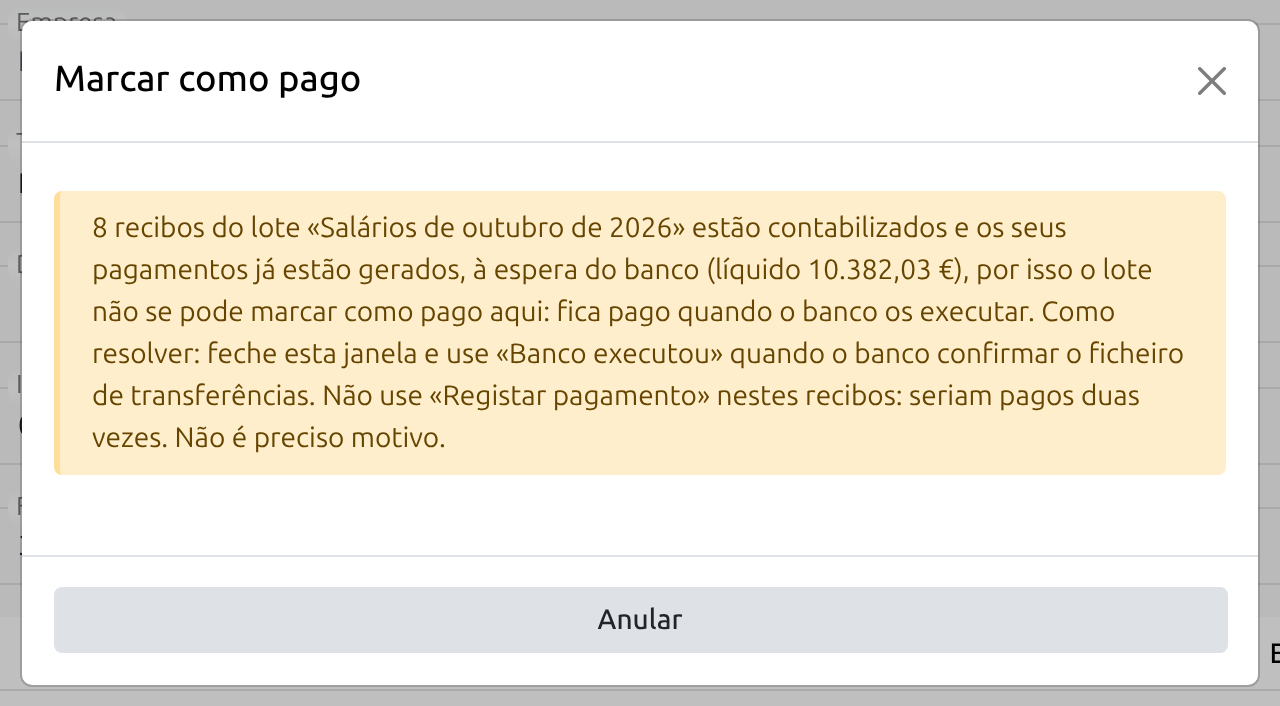 Empresa
Marcar como pago
8 recibos do lote «Salários de outubro de 2026» estão contabilizados e os seus
pagamentos já estão gerados, à espera do banco (líquido 10.382,03 €), por isso o lote
não se pode marcar como pago aqui: fica pago quando o banco os executar. Como
resolver: feche esta janela e use «Banco executou» quando o banco confirmar o ficheiro
de transferências. Não use «Registar pagamento» nestes recibos: seriam pagos duas
vezes. Não é preciso motivo.
Anular